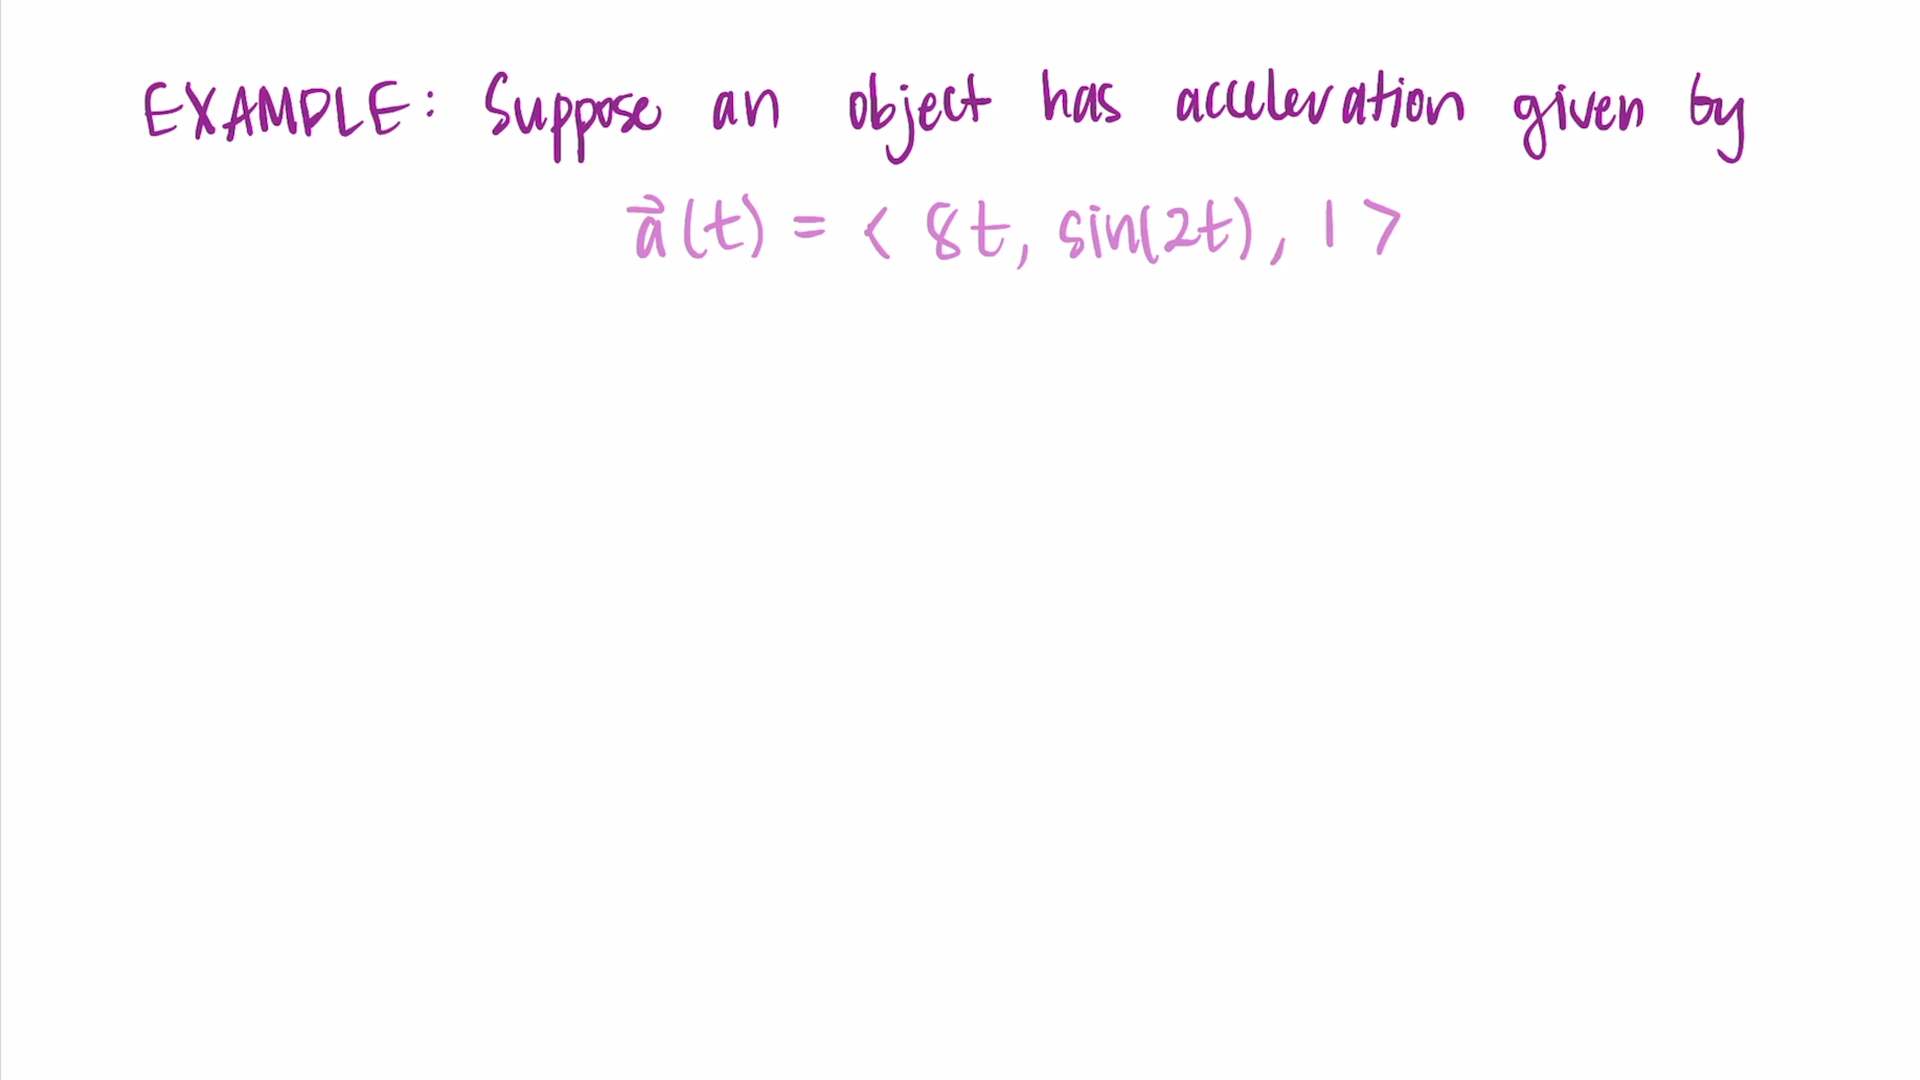 EXAMPLE: Suppose an object has acceleration given by
a⃗(t) = < 8t, sin(2t), 1 >